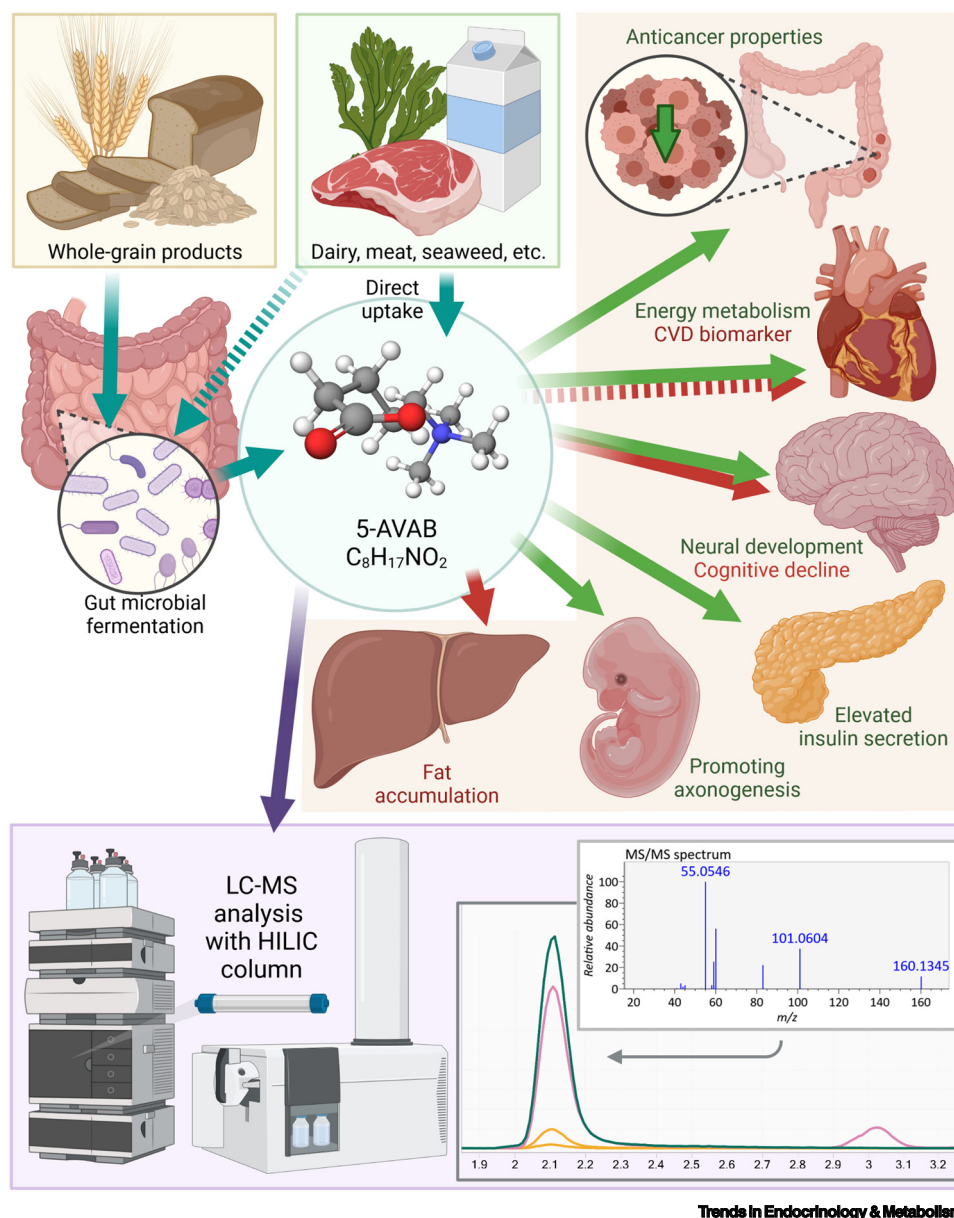 Whole-grain products
Dairy, meat, seaweed, etc.
Direct
uptake
Anticancer properties
Energy metabolism
CVD biomarker
5-AVAB
C₈H₁₇NO₂
Gut microbial
fermentation
Neural development
Cognitive decline
Elevated
insulin secretion
Promoting
axonogenesis
Fat
accumulation
LC-MS
analysis
with HILIC
column
MS/MS spectrum
Relative abundance
100
80
60
40
20
0
55.0546
101.0604
160.1345
20 40 60 80 100 120 140 160
m/z
1.9 2 2.1 2.2 2.3 2.4 2.5 2.6 2.7 2.8 2.9 3 3.1 3.2
Trends in Endocrinology & Metabolism